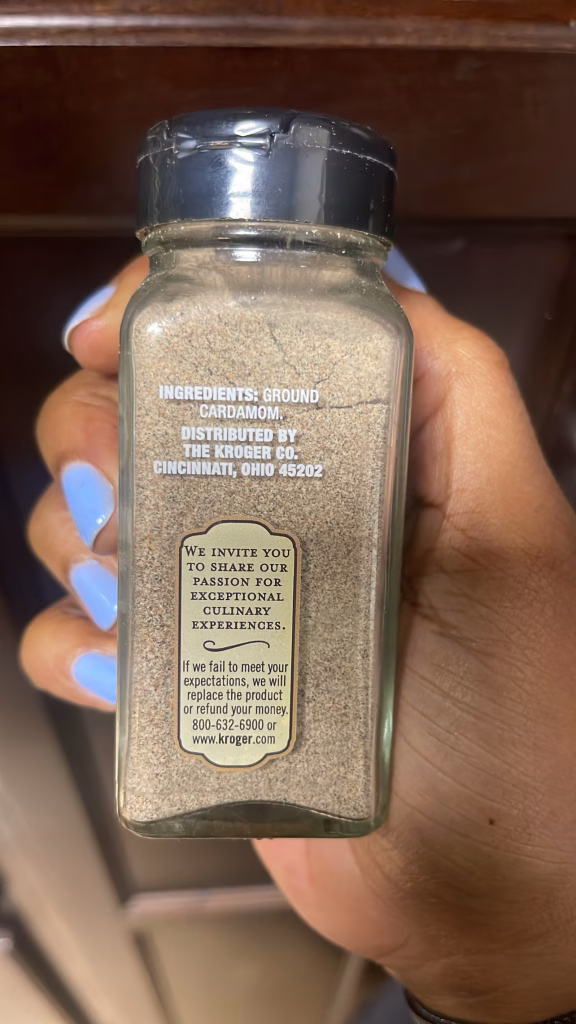 INGREDIENTS: GROUND
CARDAMOM.
DISTRIBUTED BY
THE KROGER CO.
CINCINNATI, OHIO 45202
WE INVITE YOU
TO SHARE OUR
PASSION FOR
EXCEPTIONAL
CULINARY
EXPERIENCES.
If we fail to meet your
expectations, we will
replace the product
or refund your money.
800-632-6900 or
www.kroger.com